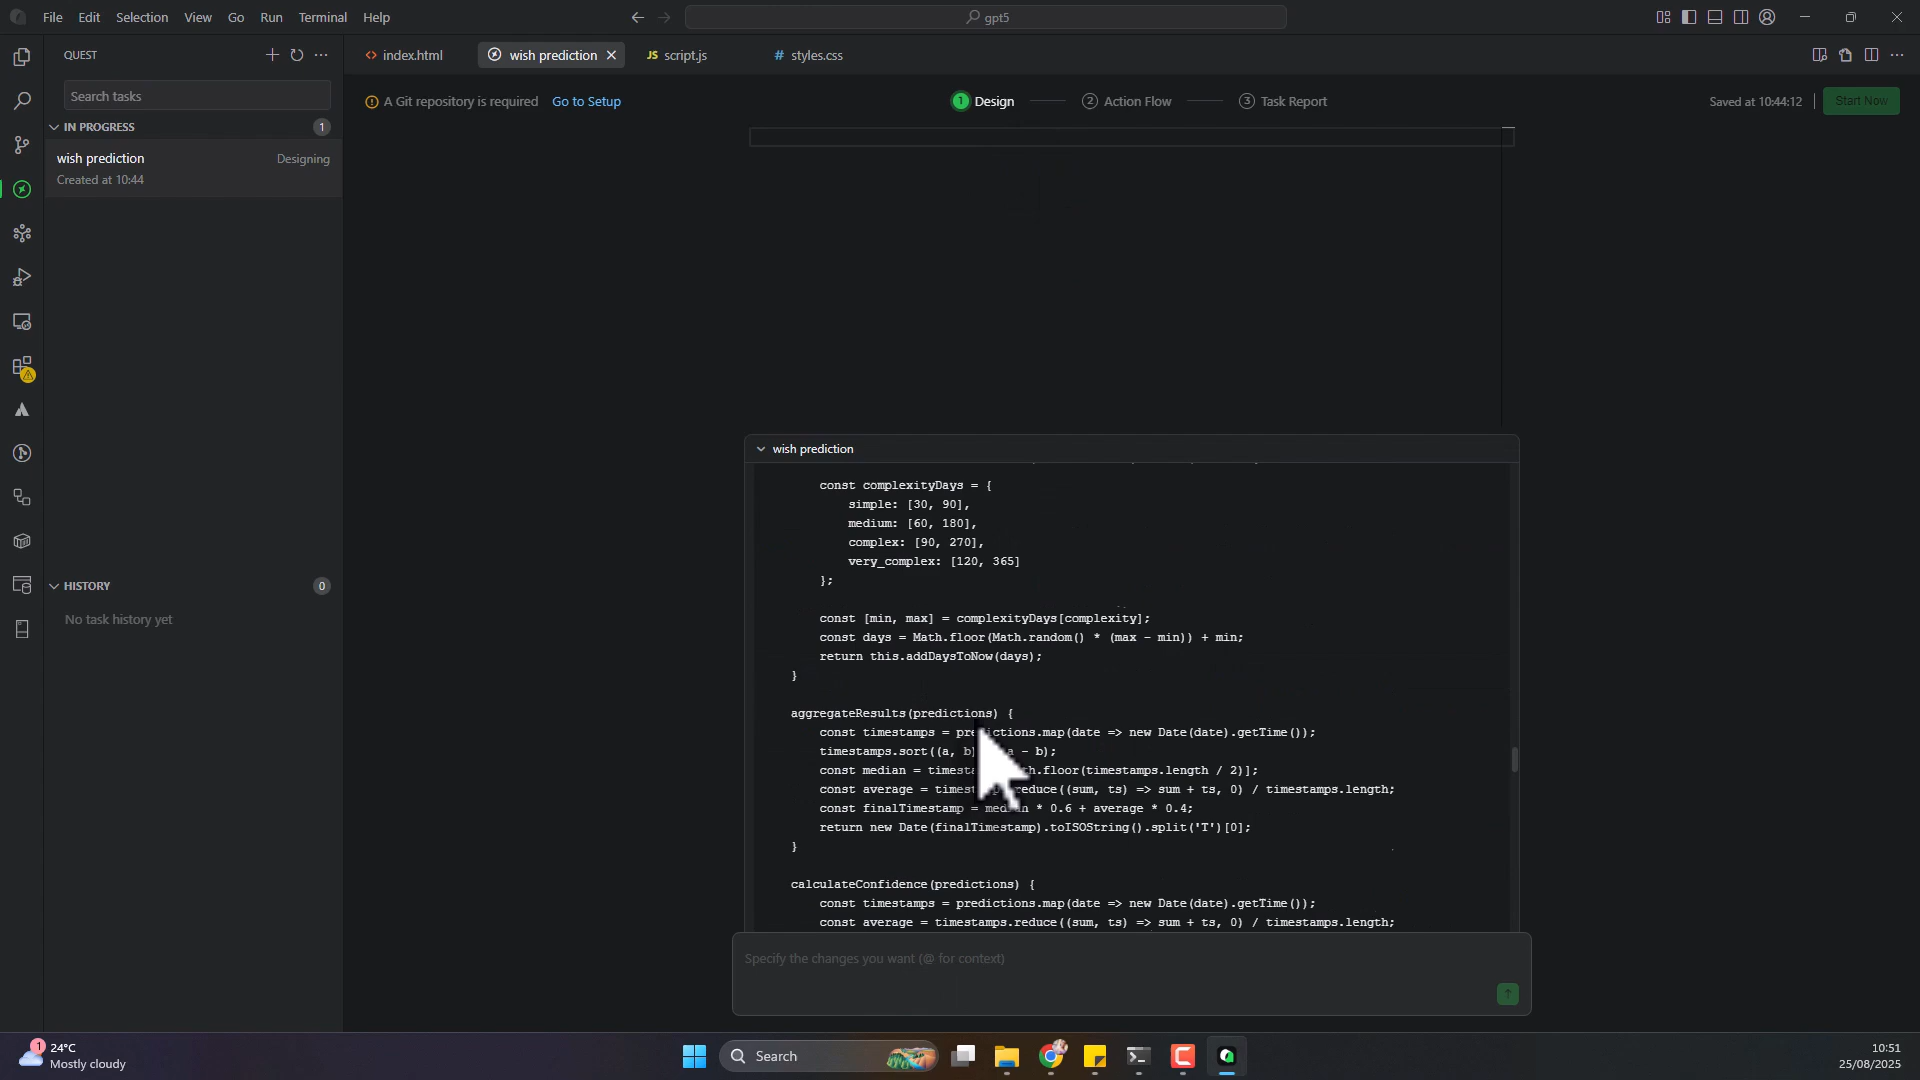 File Edit Selection View Go Run Terminal Help
gpt5
QUEST
index.html
wish prediction
JS script.js
# styles.css
Search tasks
A Git repository is required Go to Setup
1 Design
2 Action Flow
3 Task Report
Saved at 10:44:12
Start Now
IN PROGRESS 1
wish prediction Designing
Created at 10:44
HISTORY 0
No task history yet
wish prediction
const complexityDays = {
simple: [30, 90],
medium: [60, 180],
complex: [90, 270],
very_complex: [120, 365]
};
const [min, max] = complexityDays[complexity];
const days = Math.floor(Math.random() * (max - min)) + min;
return this.addDaysToNow(days);
}
aggregateResults(predictions) {
const timestamps = predictions.map(date => new Date(date).getTime());
timestamps.sort((a, b) a - b);
const median = .floor(timestamps.length / 2)];
const average = reduce((sum, ts) => sum + ts, 0) / timestamps.length;
const finalTimestamp = median * 0.6 + average * 0.4;
return new Date(finalTimestamp).toISOString().split('T')[0];
}
calculateConfidence(predictions) {
const timestamps = predictions.map(date => new Date(date).getTime());
const average = timestamps.reduce((sum, ts) => sum + ts, 0) / timestamps.length;
Specify the changes you want (@ for context)
1
24°C
Mostly cloudy
Search
10:51
25/08/2025